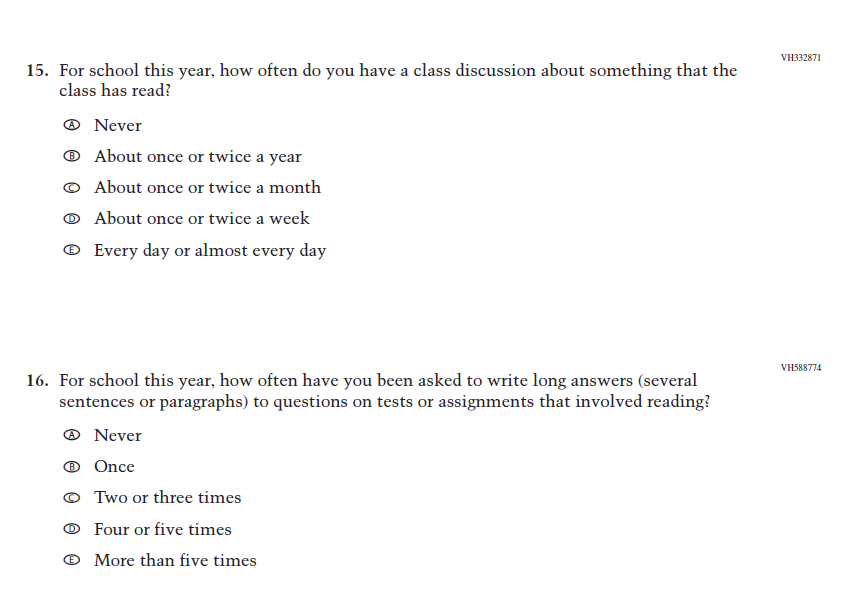 VH332871
15. For school this year, how often do you have a class discussion about something that the
class has read?
A Never
B About once or twice a year
C About once or twice a month
D About once or twice a week
E Every day or almost every day
VH588774
16. For school this year, how often have you been asked to write long answers (several
sentences or paragraphs) to questions on tests or assignments that involved reading?
A Never
B Once
C Two or three times
D Four or five times
E More than five times